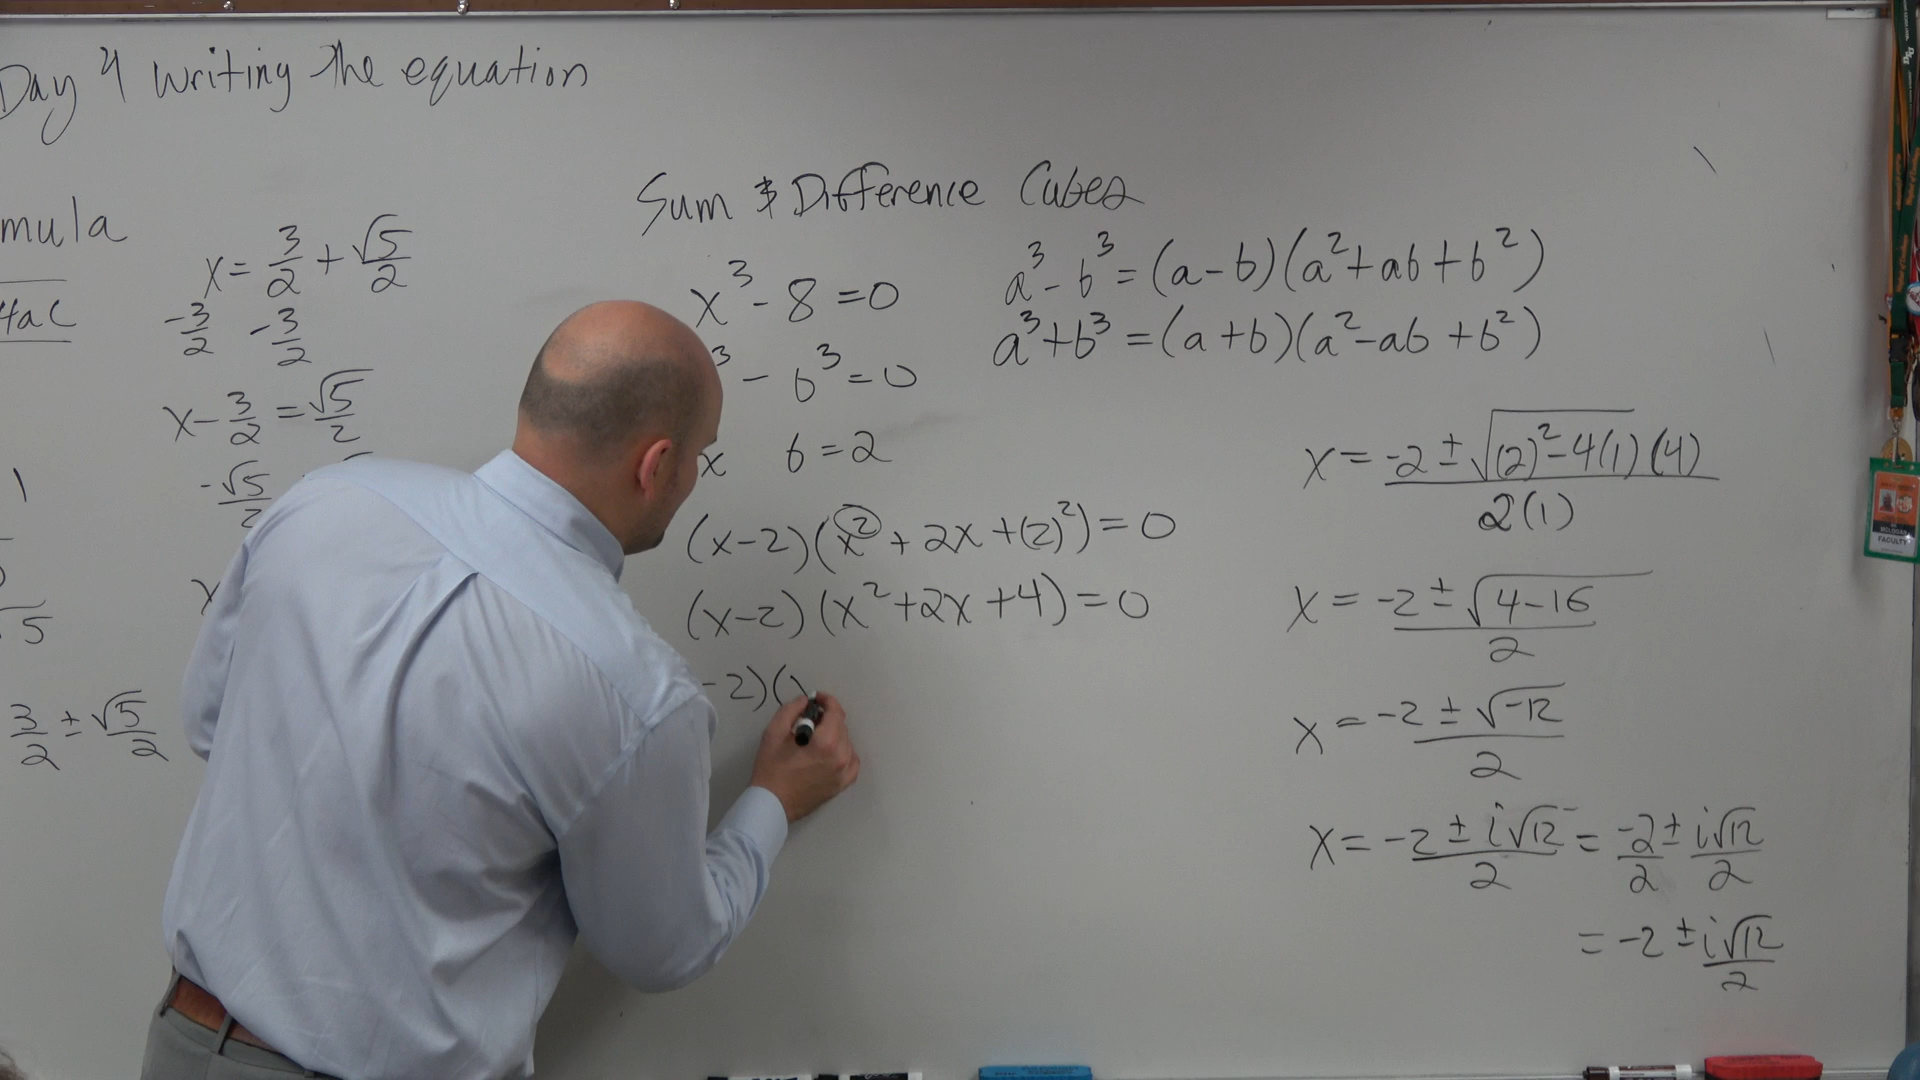 Day 4 writing the equation
mula
4ac
1
5
3/2 ± √5/2
x = 3/2 + √5/2
-3/2 -3/2
x - 3/2 = √5/2
-√5/2
x
Sum & Difference Cubes
x³ - 8 = 0
³ - b³ = 0
x b = 2
(x-2)(x² + 2x + (2)²) = 0
(x-2)(x² + 2x + 4) = 0
-2)(
a³ - b³ = (a-b)(a² + ab + b²)
a³ + b³ = (a+b)(a² - ab + b²)
x = -2 ± √(2)² - 4(1)(4) / 2(1)
x = -2 ± √4-16 / 2
x = -2 ± √-12 / 2
x = -2 ± i√12 / 2 = -2/2 ± i√12/2
= -2 ± i√12/2
FACULTY